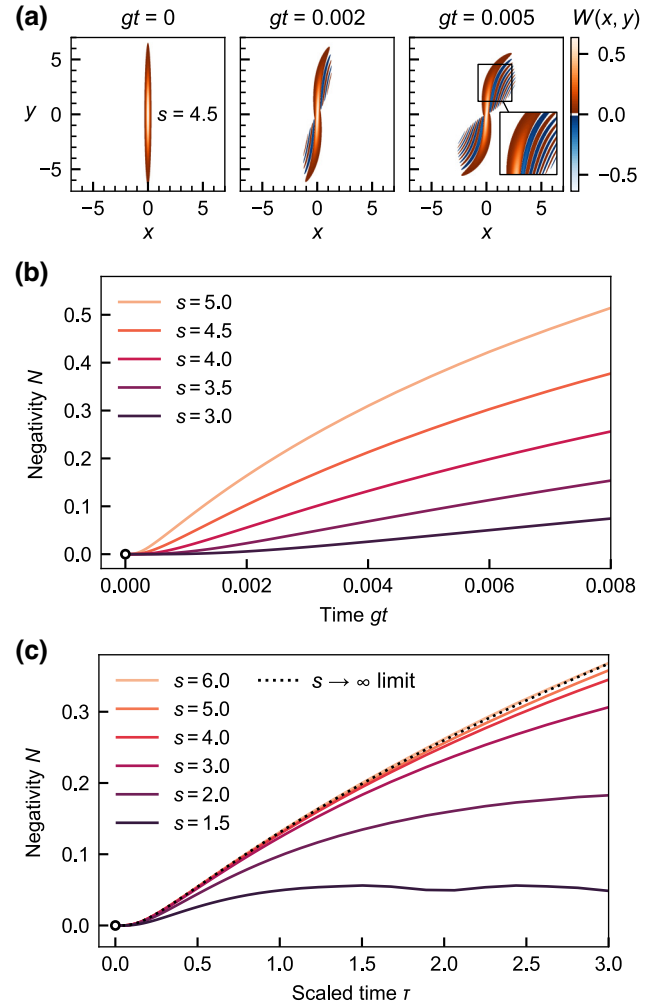 (a)
gt = 0
gt = 0.002
gt = 0.005
W(x, y)
5
0
−5
y
s = 4.5
0.5
0.0
−0.5
−5 0 5
−5 0 5
−5 0 5
x
x
x
(b)
Negativity N
0.5
0.4
0.3
0.2
0.1
0.0
s = 5.0
s = 4.5
s = 4.0
s = 3.5
s = 3.0
0.000 0.002 0.004 0.006 0.008
Time gt
(c)
Negativity N
0.3
0.2
0.1
0.0
s = 6.0
s = 5.0
s = 4.0
s = 3.0
s = 2.0
s = 1.5
s → ∞ limit
0.0 0.5 1.0 1.5 2.0 2.5 3.0
Scaled time τ